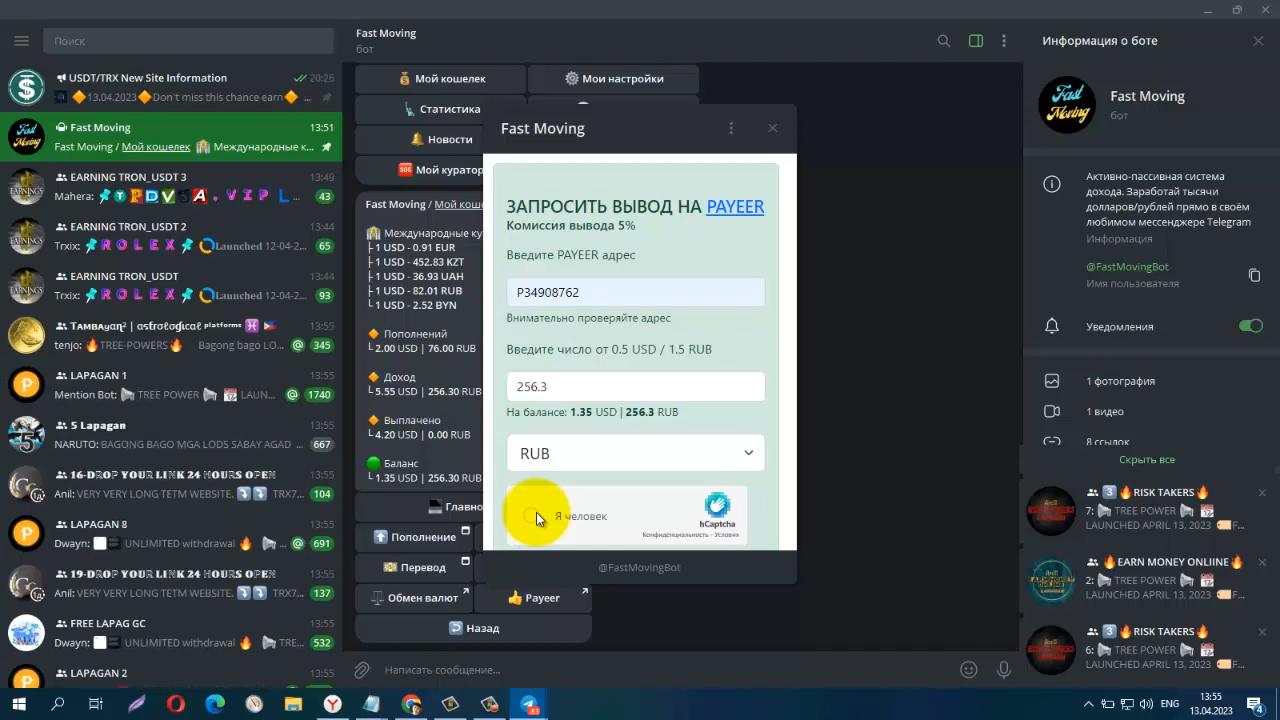 Поиск
USDT/TRX New Site Information
20:26
🔶13.04.2023🔶Don't miss this chance earn🔶 ...
Fast Moving
13:51
Fast Moving / Мой кошелек 🏤 Международные к...
EARNING TRON_USDT 3
13:49
Mahera: 📌 T P D V S A . V I P L ...
43
EARNING TRON_USDT 2
13:44
Trxix: 📌 R O L E X 📌 Launched 12-04-2...
65
EARNING TRON_USDT
13:44
Trxix: 📌 R O L E X 📌 Launched 12-04-2...
93
13:55
tenjo: 🔥TREE-POWERS🔥 Bagong bago LO...
@ 345
LAPAGAN 1
13:55
Mention Bot: 📢 TREE POWER 📢 📆 LAUN...
@ 1740
5 Lapagan
13:55
NARUTO: BAGONG BAGO MGA LODS SABAY AGAD ...
667
16-DROP YOUR LINK 24 HOURS OPEN
13:55
Anil: VERY VERY LONG TETM WEBSITE. ⤵️ ⤵️ TRX7...
104
LAPAGAN 8
13:55
Dwayn: UNLIMITED withdrawal 🔥 ...
@ 691
19-DROP YOUR LINK 24 HOURS OPEN
13:55
Anil: VERY VERY LONG TETM WEBSITE. ⤵️ ⤵️ TRX7...
137
FREE LAPAG GC
13:55
Dwayn: UNLIMITED withdrawal 🔥 📢 TRE...
532
LAPAGAN 2
13:55
Fast Moving
бот
Мой кошелек
Мои настройки
Статистика
Новости
Мой куратор
Fast Moving / Мой коше
Международные ку
├ 1 USD - 0.91 EUR
├ 1 USD - 452.83 KZT
├ 1 USD - 36.93 UAH
├ 1 USD - 82.01 RUB
└ 1 USD - 2.52 BYN
🔶 Пополнений
└ 2.00 USD | 76.00 RUB
🔶 Доход
└ 5.55 USD | 256.30 RUB
🔶 Выплачено
└ 4.20 USD | 0.00 RUB
🟢 Баланс
└ 1.35 USD | 256.30 RUB
Главно
Пополнение
Перевод
Обмен валют
Payeer
Назад
Написать сообщение...
Fast Moving
ЗАПРОСИТЬ ВЫВОД НА PAYEER
Комиссия вывода 5%
Введите PAYEER адрес
P34908762
Внимательно проверяйте адрес
Введите число от 0.5 USD / 1.5 RUB
256.3
На балансе: 1.35 USD | 256.3 RUB
RUB
Я человек
hCaptcha
Конфиденциальность - Условия
@FastMovingBot
Информация о боте
Fast Moving
бот
Активно-пассивная система
дохода. Заработай тысячи
долларов/рублей прямо в своём
любимом мессенджере Telegram
Информация
@FastMovingBot
Имя пользователя
Уведомления
1 фотография
1 видео
8 ссылок
Скрыть все
3 🔥RISK TAKERS🔥
7: 📢 TREE POWER 📢 📆
LAUNCHED APRIL 13, 2023 F...
🔥EARN MONEY ONLIINE🔥
2: 📢 TREE POWER 📢 📆
LAUNCHED APRIL 13, 2023 F...
3 🔥RISK TAKERS🔥
6: 📢 TREE POWER 📢 📆
LAUNCHED APRIL 13, 2023 F...
ENG
13:55
13.04.2023
4